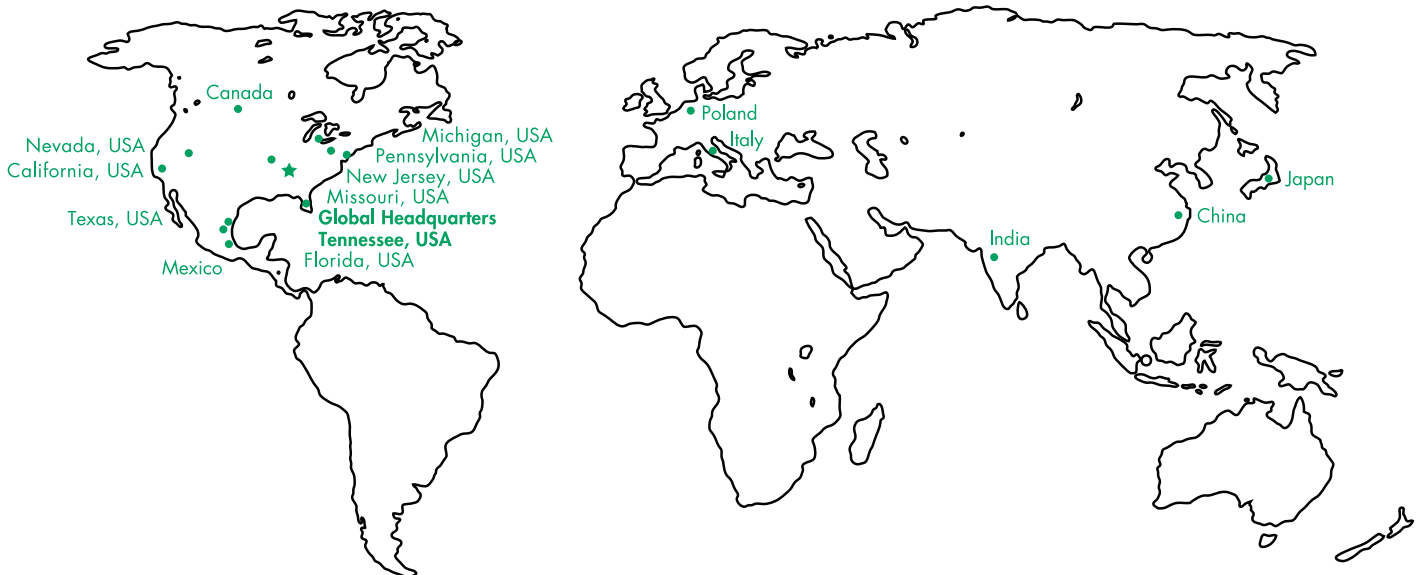 Canada
Nevada, USA
California, USA
Texas, USA
Mexico
Michigan, USA
Pennsylvania, USA
New Jersey, USA
Missouri, USA
Global Headquarters
Tennessee, USA
Florida, USA
Poland
Italy
India
China
Japan